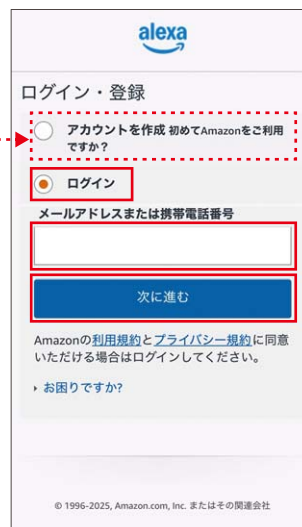 alexa
ログイン・登録
アカウントを作成 初めてAmazonをご利用
ですか？
ログイン
メールアドレスまたは携帯電話番号
次に進む
Amazonの利用規約とプライバシー規約に同意
いただける場合はログインしてください。
お困りですか?
© 1996-2025, Amazon.com, Inc. またはその関連会社